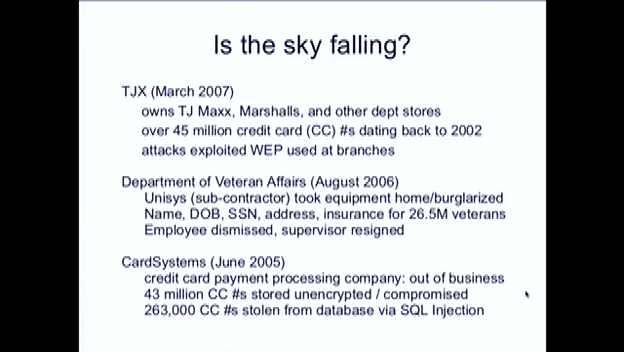 Is the sky falling?
TJX (March 2007)
owns TJ Maxx, Marshalls, and other dept stores
over 45 million credit card (CC) #s dating back to 2002
attacks exploited WEP used at branches
Department of Veteran Affairs (August 2006)
Unisys (sub-contractor) took equipment home/burglarized
Name, DOB, SSN, address, insurance for 26.5M veterans
Employee dismissed, supervisor resigned
CardSystems (June 2005)
credit card payment processing company: out of business
43 million CC #s stored unencrypted / compromised
263,000 CC #s stolen from database via SQL Injection